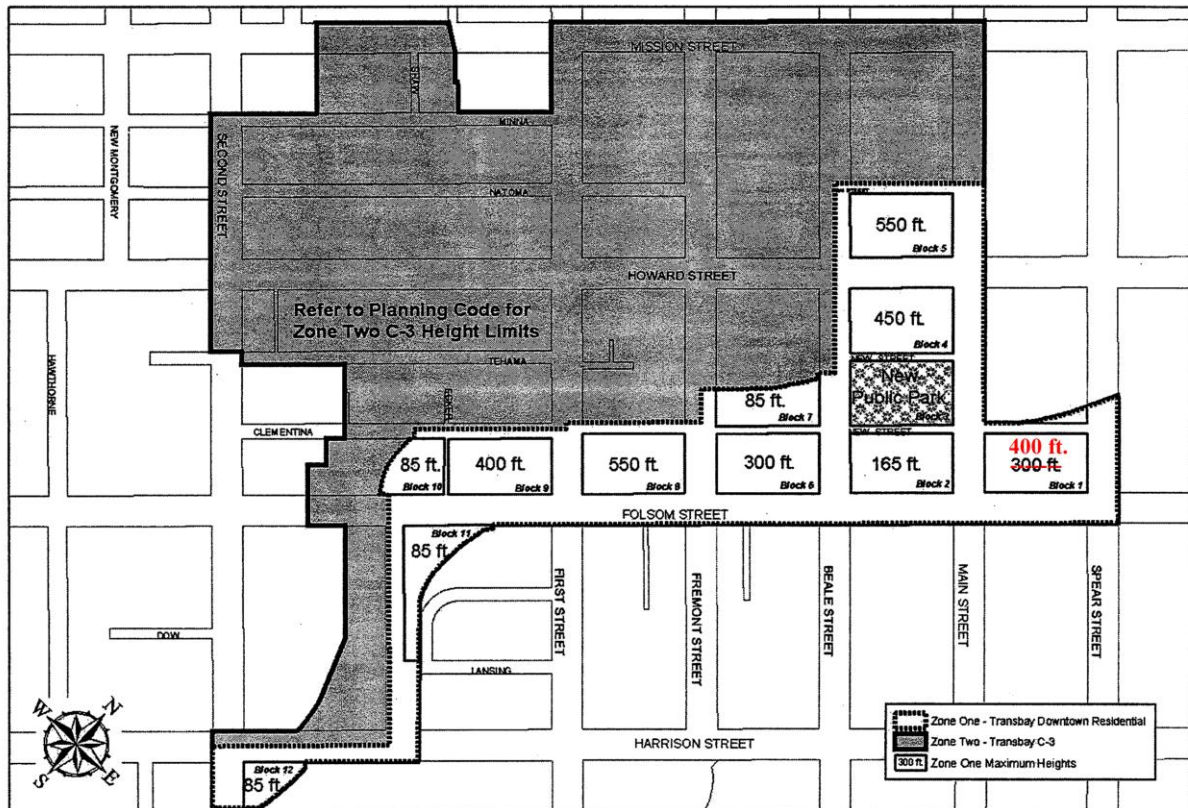 MISSION STREET
SHAW
MINNA
NEW MONTGOMERY
SECOND STREET
NATOMA
550 ft.
Block 5
HOWARD STREET
Refer to Planning Code for
Zone Two C-3 Height Limits
450 ft.
Block 4
HAWTHORNE
TEHAMA
NEW STREET
New
Public Park
Block 3
85 ft.
Block 7
ECKER
CLEMENTINA
NEW STREET
85 ft.
Block 10
400 ft.
Block 9
550 ft.
Block 8
300 ft.
Block 6
165 ft.
Block 2
400 ft.
300 ft.
Block 1
FOLSOM STREET
Block 11
85 ft.
FIRST STREET
FREMONT STREET
BEALE STREET
MAIN STREET
SPEAR STREET
DOW
LANSING
W
N
S
E
HARRISON STREET
Block 12
85 ft.
Zone One - Transbay Downtown Residential
Zone Two - Transbay C-3
300 ft.
Zone One Maximum Heights